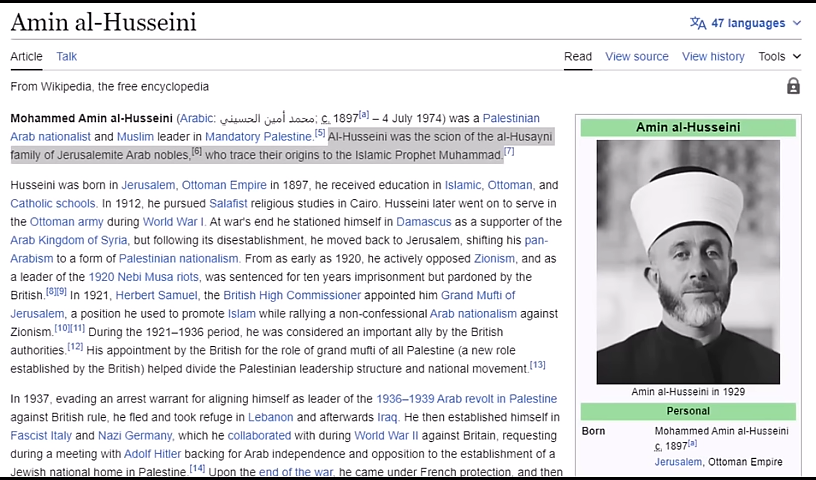 Amin al-Husseini
47 languages
Article Talk
Read View source View history Tools
From Wikipedia, the free encyclopedia
Mohammed Amin al-Husseini (Arabic: محمد أمين الحسيني; c. 1897[a] – 4 July 1974) was a Palestinian
Arab nationalist and Muslim leader in Mandatory Palestine.[5] Al-Husseini was the scion of the al-Husayni
family of Jerusalemite Arab nobles,[6] who trace their origins to the Islamic Prophet Muhammad.[7]
Husseini was born in Jerusalem, Ottoman Empire in 1897, he received education in Islamic, Ottoman, and
Catholic schools. In 1912, he pursued Salafist religious studies in Cairo. Husseini later went on to serve in
the Ottoman army during World War I. At war's end he stationed himself in Damascus as a supporter of the
Arab Kingdom of Syria, but following its disestablishment, he moved back to Jerusalem, shifting his pan-
Arabism to a form of Palestinian nationalism. From as early as 1920, he actively opposed Zionism, and as
a leader of the 1920 Nebi Musa riots, was sentenced for ten years imprisonment but pardoned by the
British.[8][9] In 1921, Herbert Samuel, the British High Commissioner appointed him Grand Mufti of
Jerusalem, a position he used to promote Islam while rallying a non-confessional Arab nationalism against
Zionism.[10][11] During the 1921–1936 period, he was considered an important ally by the British
authorities.[12] His appointment by the British for the role of grand mufti of all Palestine (a new role
established by the British) helped divide the Palestinian leadership structure and national movement.[13]
In 1937, evading an arrest warrant for aligning himself as leader of the 1936–1939 Arab revolt in Palestine
against British rule, he fled and took refuge in Lebanon and afterwards Iraq. He then established himself in
Fascist Italy and Nazi Germany, which he collaborated with during World War II against Britain, requesting
during a meeting with Adolf Hitler backing for Arab independence and opposition to the establishment of a
Jewish national home in Palestine.[14] Upon the end of the war, he came under French protection, and then
Amin al-Husseini
Amin al-Husseini in 1929
Personal
Born Mohammed Amin al-Husseini
c. 1897[a]
Jerusalem, Ottoman Empire